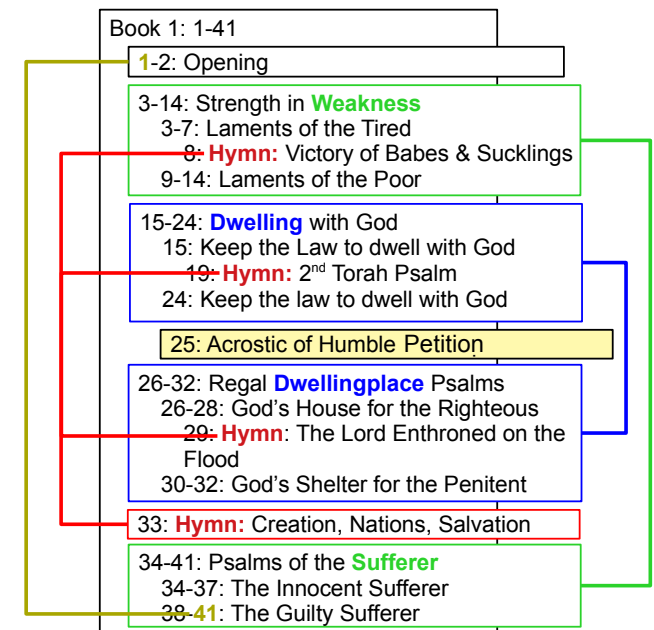 Book 1: 1-41
1-2: Opening
3-14: Strength in Weakness
3-7: Laments of the Tired
8: Hymn: Victory of Babes & Sucklings
9-14: Laments of the Poor
15-24: Dwelling with God
15: Keep the Law to dwell with God
19: Hymn: 2nd Torah Psalm
24: Keep the law to dwell with God
25: Acrostic of Humble Petition
26-32: Regal Dwellingplace Psalms
26-28: God's House for the Righteous
29: Hymn: The Lord Enthroned on the
Flood
30-32: God's Shelter for the Penitent
33: Hymn: Creation, Nations, Salvation
34-41: Psalms of the Sufferer
34-37: The Innocent Sufferer
38-41: The Guilty Sufferer